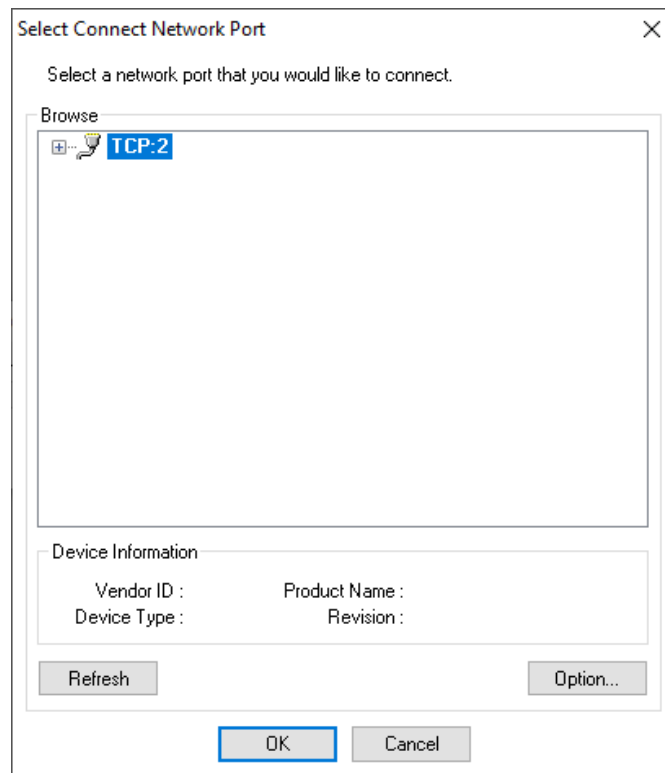 Select Connect Network Port
Select a network port that you would like to connect.
Browse
TCP:2
Device Information
Vendor ID : Product Name :
Device Type : Revision :
Refresh Option...
OK Cancel